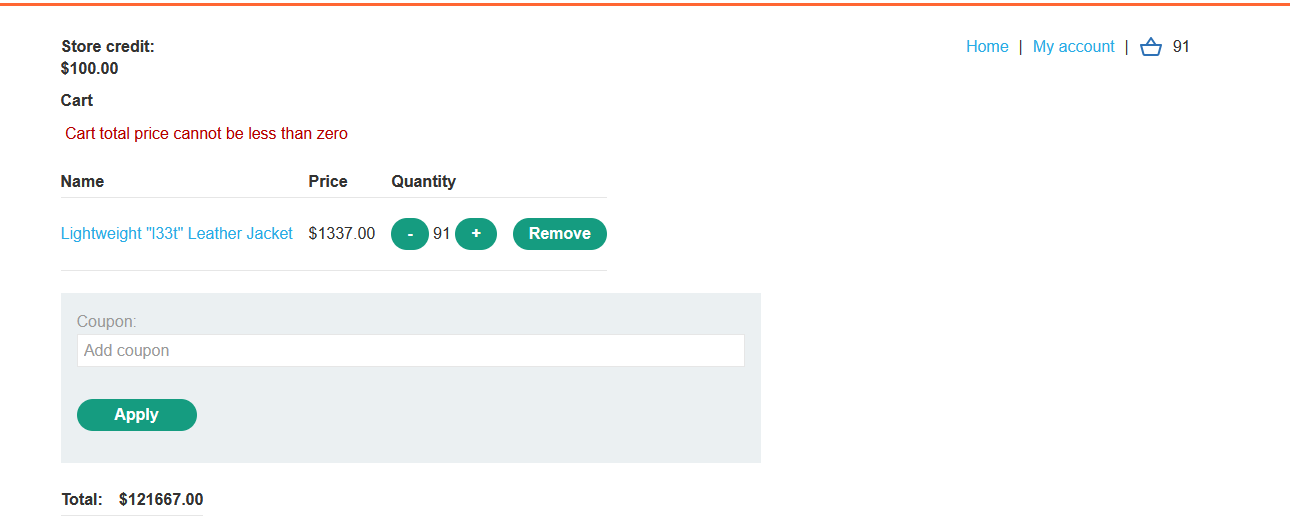 Store credit:
$100.00
Home | My account | 91
Cart
Cart total price cannot be less than zero
Name Price Quantity
Lightweight "l33t" Leather Jacket $1337.00 - 91 + Remove
Coupon:
Add coupon
Apply
Total: $121667.00